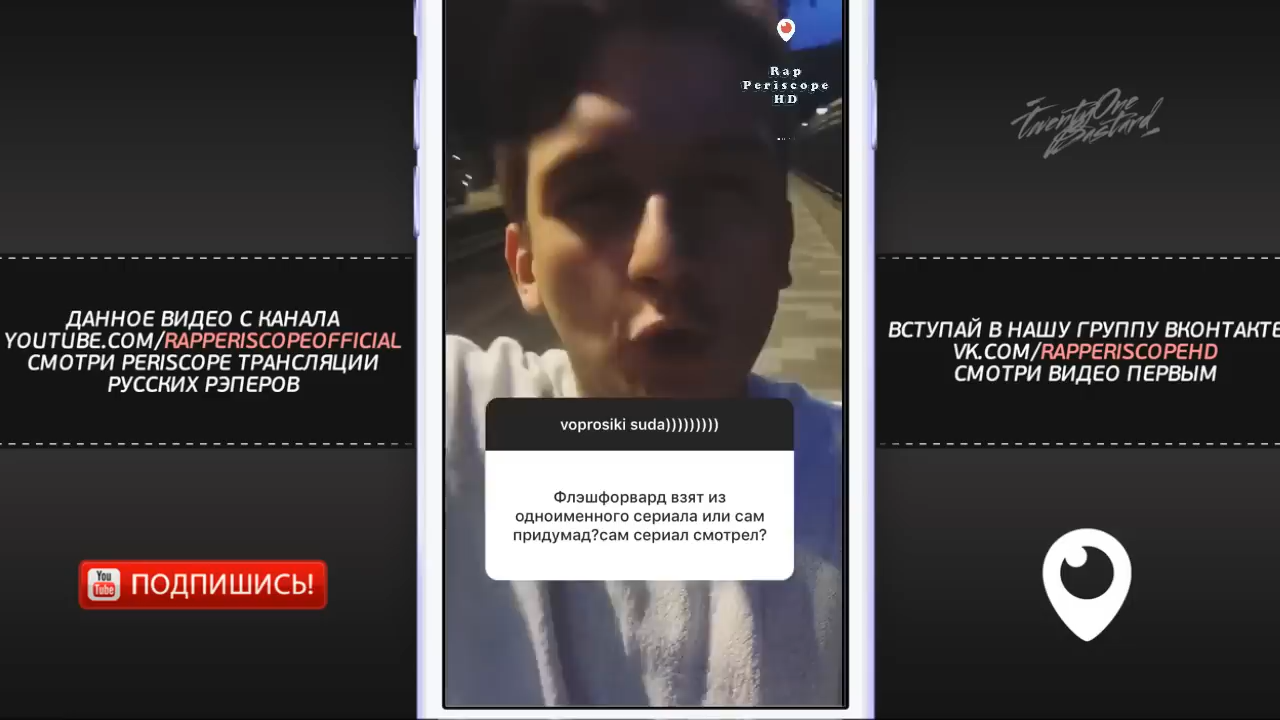 Rap
Periscope
HD
TwentyOne
Bastard
ДАННОЕ ВИДЕО С КАНАЛА
YOUTUBE.COM/RAPPERISCOPEOFFICIAL
СМОТРИ PERISCOPE ТРАНСЛЯЦИИ
РУССКИХ РЭПЕРОВ
ВСТУПАЙ В НАШУ ГРУППУ ВКОНТАКТЕ
VK.COM/RAPPERISCOPEHD
СМОТРИ ВИДЕО ПЕРВЫМ
voprosiki suda)))))))))
Флэшфорвард взят из
одноименного сериала или сам
придумад?сам сериал смотрел?
You
Tube
ПОДПИШИСЬ!